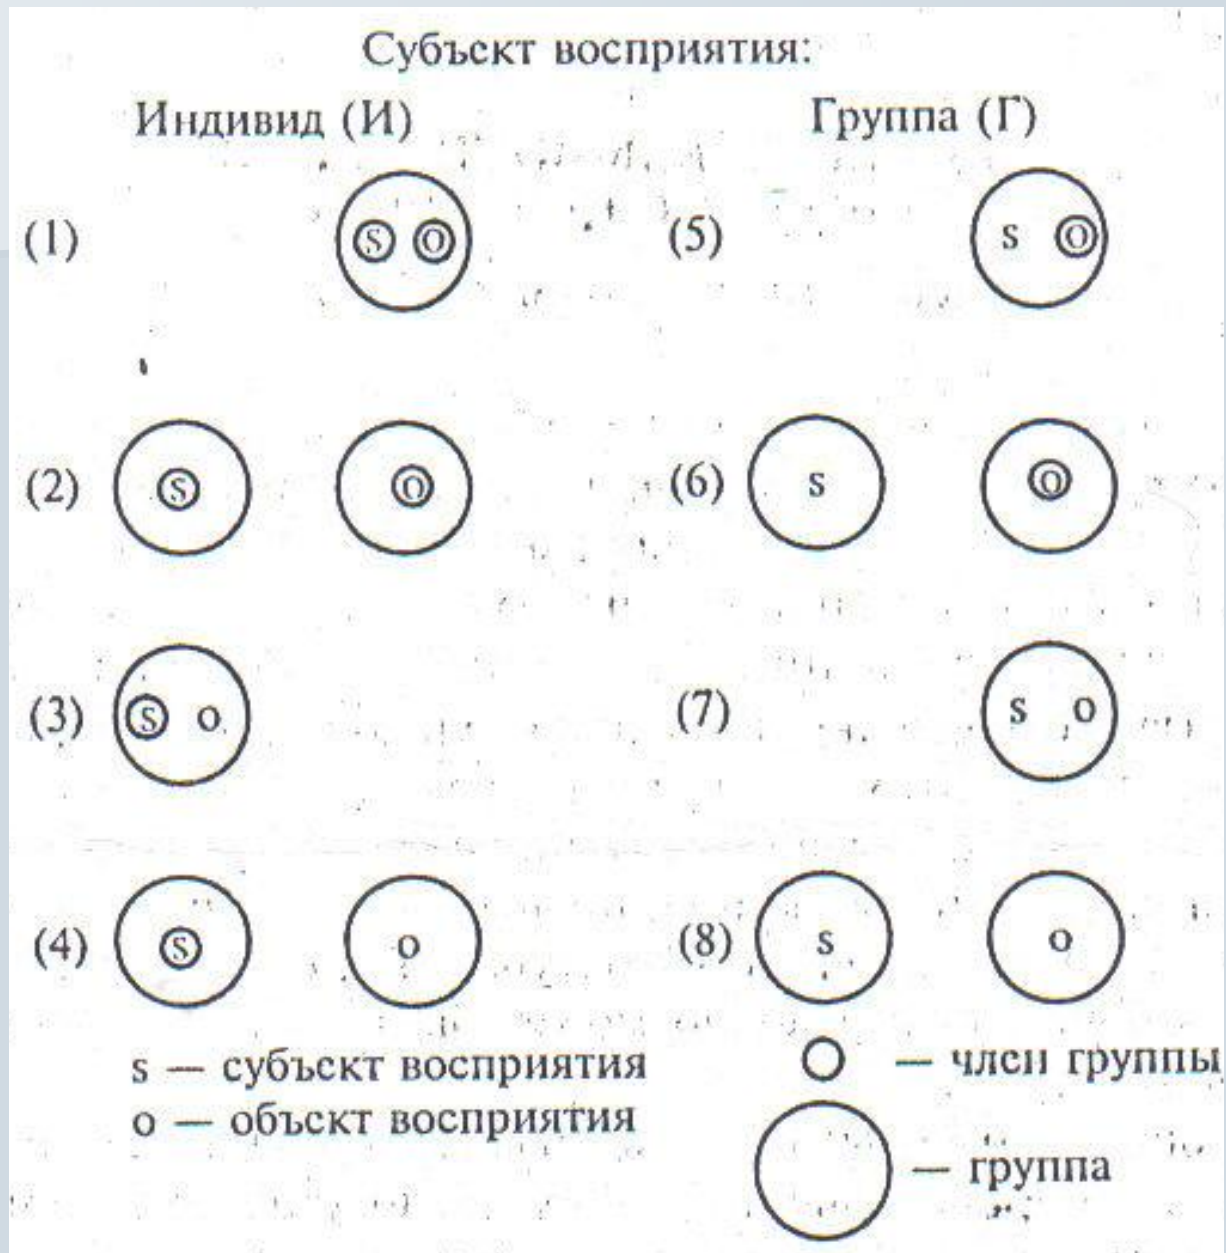 Субъект восприятия:
Индивид (И) Группа (Г)
(1) S O (5) s O
(2) S O (6) s O
(3) S o (7) s o
(4) S o (8) s o
s — субъект восприятия
o — объект восприятия
— член группы
— группа